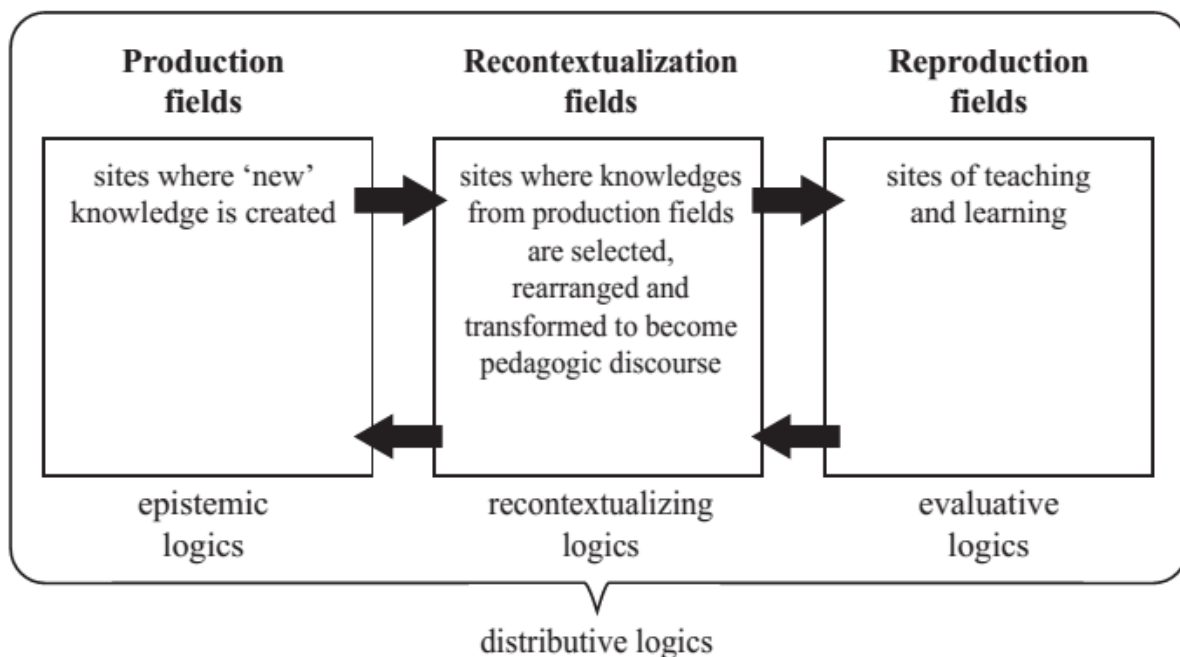 Production
fields
Recontextualization
fields
Reproduction
fields
sites where ‘new’
knowledge is created
sites where knowledges
from production fields
are selected,
rearranged and
transformed to become
pedagogic discourse
sites of teaching
and learning
epistemic
logics
recontextualizing
logics
evaluative
logics
distributive logics